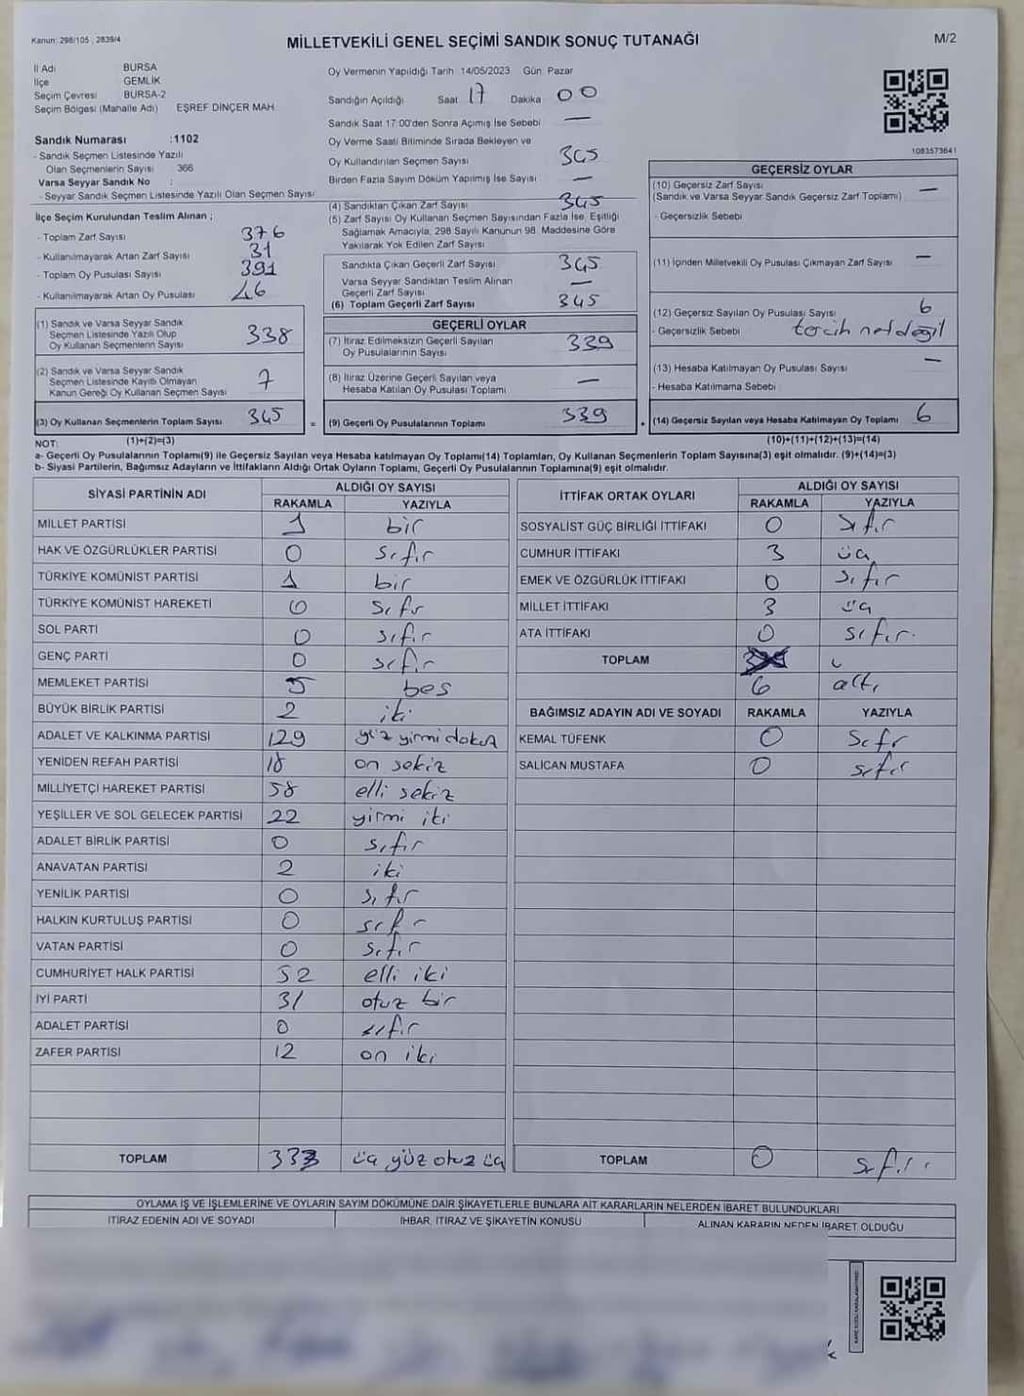 Kanun: 298/105 , 2839/4
MİLLETVEKİLİ GENEL SEÇİMİ SANDIK SONUÇ TUTANAĞI
M/2
İl Adı BURSA
İlçe GEMLİK
Seçim Çevresi BURSA-2
Seçim Bölgesi (Mahalle Adı) EŞREF DİNÇER MAH.
Sandık Numarası :1102
- Sandık Seçmen Listesinde Yazılı
Olan Seçmenlerin Sayısı 366
Varsa Seyyar Sandık No :
- Seyyar Sandık Seçmen Listesinde Yazılı Olan Seçmen Sayısı
İlçe Seçim Kurulundan Teslim Alınan ;
- Toplam Zarf Sayısı 376
- Kullanılmayarak Artan Zarf Sayısı 31
- Toplam Oy Pusulası Sayısı 391
- Kullanılmayarak Artan Oy Pusulası 46
(1) Sandık ve Varsa Seyyar Sandık
Seçmen Listesinde Yazılı Olup
Oy Kullanan Seçmenlerin Sayısı 338
(2) Sandık ve Varsa Seyyar Sandık
Seçmen Listesinde Kayıtlı Olmayan
Kanun Gereği Oy Kullanan Seçmen Sayısı 7
(3) Oy Kullanan Seçmenlerin Toplam Sayısı 345
Oy Vermenin Yapıldığı Tarih :14/05/2023 Gün: Pazar
Sandığın Açıldığı Saat 17 Dakika 00
Sandık Saat 17:00'den Sonra Açımış İse Sebebi —
Oy Verme Saati Bitiminde Sırada Bekleyen ve
Oy Kullandırılan Seçmen Sayısı 345
Birden Fazla Sayım Döküm Yapılmış İse Sayısı —
(4) Sandıktan Çıkan Zarf Sayısı 345
(5) Zarf Sayısı Oy Kullanan Seçmen Sayısından Fazla İse, Eşitliği
Sağlamak Amacıyla, 298 Sayılı Kanunun 98. Maddesine Göre
Yakılarak Yok Edilen Zarf Sayısı
Sandıkta Çıkan Geçerli Zarf Sayısı 345
Varsa Seyyar Sandıktan Teslim Alınan
Geçerli Zarf Sayısı —
(6) Toplam Geçerli Zarf Sayısı 345
GEÇERLİ OYLAR
(7) İtiraz Edilmeksizin Geçerli Sayılan
Oy Pusulalarının Sayısı 339
(8) İtiraz Üzerine Geçerli Sayılan veya
Hesaba Katılan Oy Pusulası Toplamı —
= (9) Geçerli Oy Pusulalarının Toplamı 339
1083573641
GEÇERSİZ OYLAR
(10) Geçersiz Zarf Sayısı
(Sandık ve Varsa Seyyar Sandık Geçersiz Zarf Toplamı) —
- Geçersizlik Sebebi
(11) İçinden Milletvekili Oy Pusulası Çıkmayan Zarf Sayısı —
(12) Geçersiz Sayılan Oy Pusulası Sayısı 6
- Geçersizlik Sebebi tercih net değil
(13) Hesaba Katılmayan Oy Pusulası Sayısı —
- Hesaba Katılmama Sebebi
(14) Geçersiz Sayılan veya Hesaba Katılmayan Oy Toplamı 6
NOT: (1)+(2)=(3) (10)+(11)+(12)+(13)=(14)
a- Geçerli Oy Pusulalarının Toplamı(9) ile Geçersiz Sayılan veya Hesaba katılmayan Oy Toplamı(14) Toplamları, Oy Kullanan Seçmenlerin Toplam Sayısına(3) eşit olmalıdır. (9)+(14)=(3)
b- Siyasi Partilerin, Bağımsız Adayların ve İttifakların Aldığı Ortak Oyların Toplamı, Geçerli Oy Pusulalarının Toplamına(9) eşit olmalıdır.
SİYASİ PARTİNİN ADI ALDIĞI OY SAYISI
RAKAMLA YAZIYLA
MİLLET PARTİSİ 1 bir
HAK VE ÖZGÜRLÜKLER PARTİSİ 0 sıfır
TÜRKİYE KOMÜNİST PARTİSİ 1 bir
TÜRKİYE KOMÜNİST HAREKETİ 0 sıfır
SOL PARTİ 0 sıfır
GENÇ PARTİ 0 sıfır
MEMLEKET PARTİSİ 5 bes
BÜYÜK BİRLİK PARTİSİ 2 iki
ADALET VE KALKINMA PARTİSİ 129 yüz yirmi dokuz
YENİDEN REFAH PARTİSİ 18 on sekiz
MİLLİYETÇİ HAREKET PARTİSİ 58 elli sekiz
YEŞİLLER VE SOL GELECEK PARTİSİ 22 yirmi iki
ADALET BİRLİK PARTİSİ 0 sıfır
ANAVATAN PARTİSİ 2 iki
YENİLİK PARTİSİ 0 sıfır
HALKIN KURTULUŞ PARTİSİ 0 sıfır
VATAN PARTİSİ 0 sıfır
CUMHURİYET HALK PARTİSİ 52 elli iki
İYİ PARTİ 31 otuz bir
ADALET PARTİSİ 0 sıfır
ZAFER PARTİSİ 12 on iki
TOPLAM 333 üç yüz otuz üç
İTTİFAK ORTAK OYLARI ALDIĞI OY SAYISI
RAKAMLA YAZIYLA
SOSYALİST GÜÇ BİRLİĞİ İTTİFAKI 0 sıfır
CUMHUR İTTİFAKI 3 üç
EMEK VE ÖZGÜRLÜK İTTİFAKI 0 sıfır
MİLLET İTTİFAKI 3 üç
ATA İTTİFAKI 0 sıfır
TOPLAM
6 altı
BAĞIMSIZ ADAYIN ADI VE SOYADI RAKAMLA YAZIYLA
KEMAL TÜFENK 0 sıfır
SALİCAN MUSTAFA 0 sıfır
TOPLAM 0 sıfır
OYLAMA İŞ VE İŞLEMLERİNE VE OYLARIN SAYIM DÖKÜMÜNE DAİR ŞİKAYETLERLE BUNLARA AİT KARARLARIN NELERDEN İBARET BULUNDUKLARI
İTİRAZ EDENİN ADI VE SOYADI İHBAR, İTİRAZ VE ŞİKAYETİN KONUSU ALINAN KARARIN NEDEN İBARET OLDUĞU